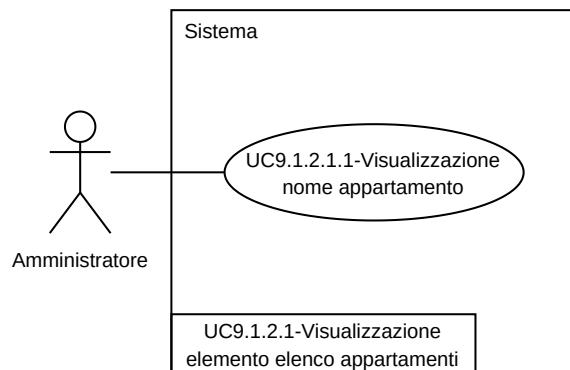 Sistema
UC9.1.2.1.1-Visualizzazione
nome appartamento
Amministratore
UC9.1.2.1-Visualizzazione
elemento elenco appartamenti